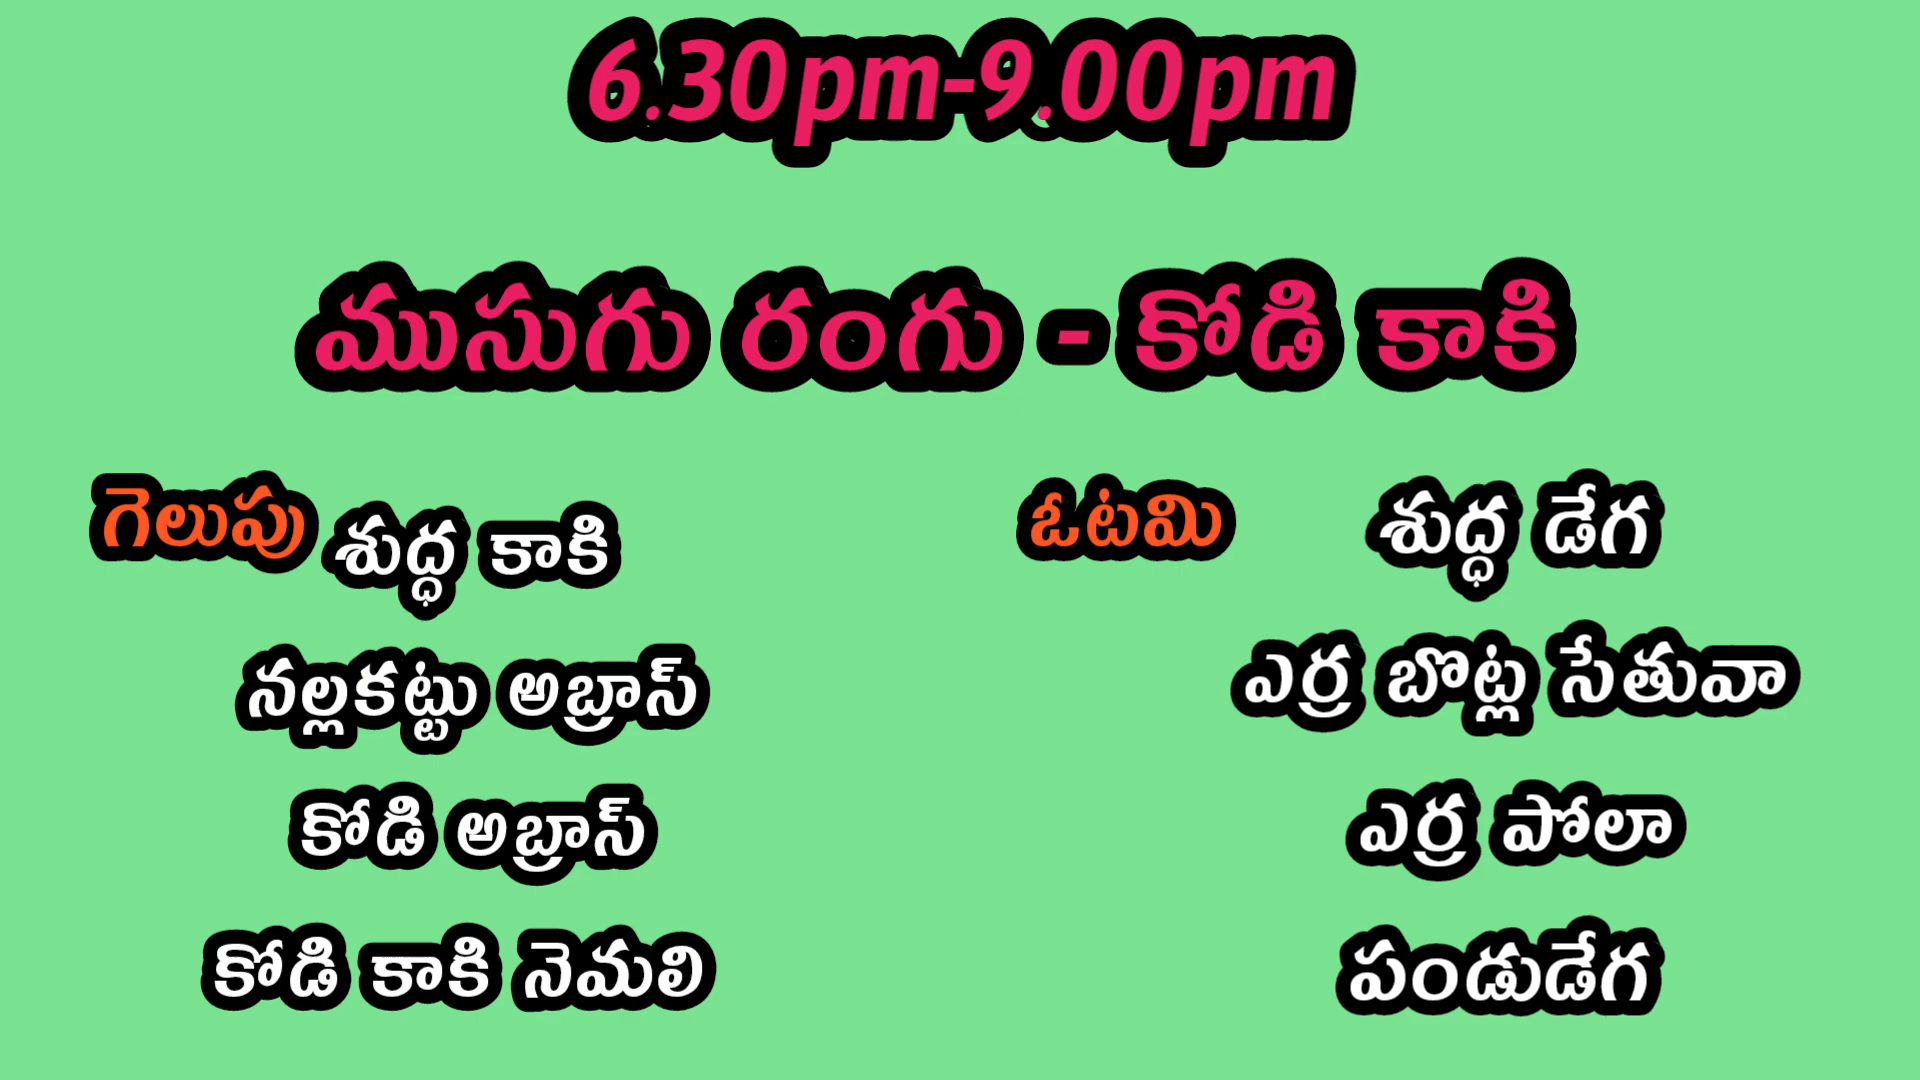 6.30pm-9.00pm
ముసుగు రంగు - కోడి కాకి
గెలుపు శుద్ధ కాకి
నల్లకట్టు అబ్రాస్
కోడి అబ్రాస్
కోడి కాకి నెమలి
ఓటమి శుద్ధ డేగ
ఎర్ర బొట్ల సేతువా
ఎర్ర పోలా
పండుడేగ